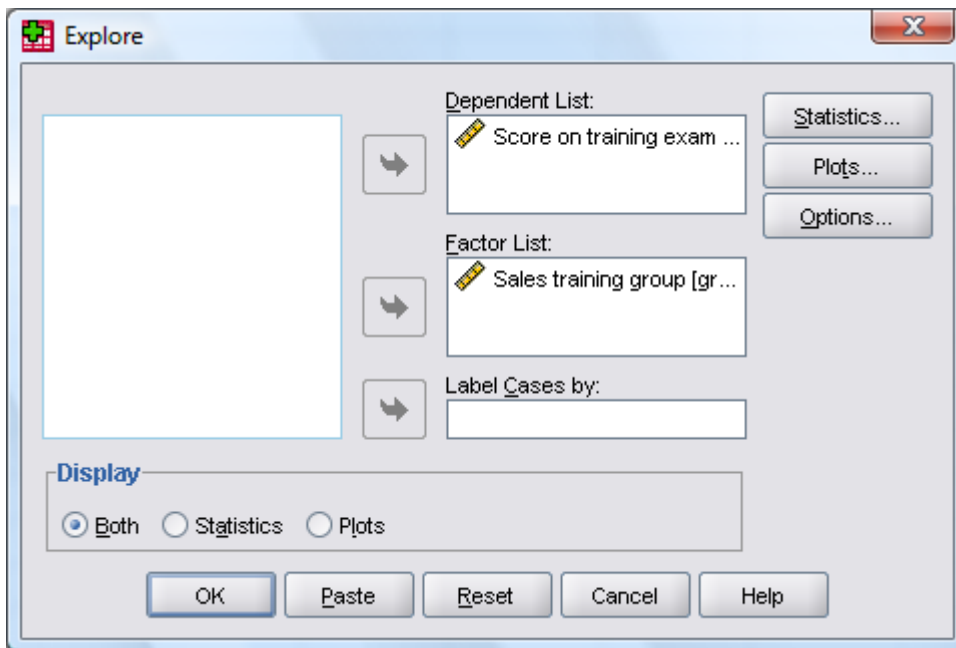 Explore
Dependent List:
Score on training exam ...
Statistics...
Plots...
Options...
Factor List:
Sales training group [gr...
Label Cases by:
Display
Both Statistics Plots
OK Paste Reset Cancel Help